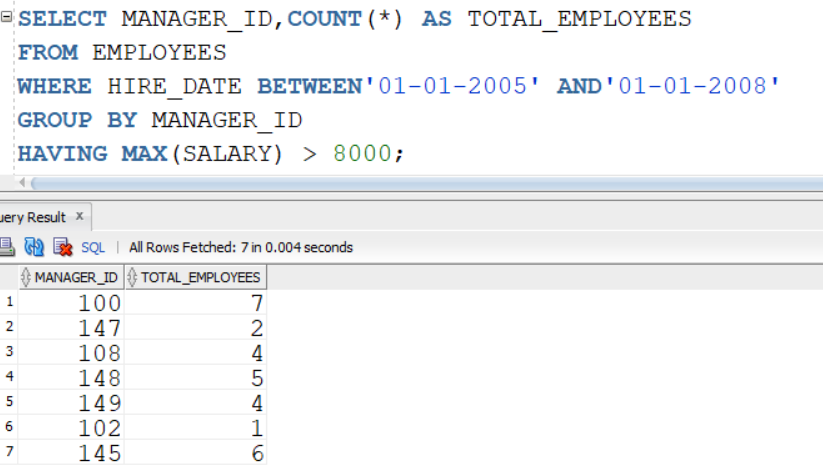 SELECT MANAGER_ID,COUNT(*) AS TOTAL_EMPLOYEES
FROM EMPLOYEES
WHERE HIRE_DATE BETWEEN'01-01-2005' AND'01-01-2008'
GROUP BY MANAGER_ID
HAVING MAX(SALARY) > 8000;
uery Result x
SQL | All Rows Fetched: 7 in 0.004 seconds
MANAGER_ID TOTAL_EMPLOYEES
1 100 7
2 147 2
3 108 4
4 148 5
5 149 4
6 102 1
7 145 6